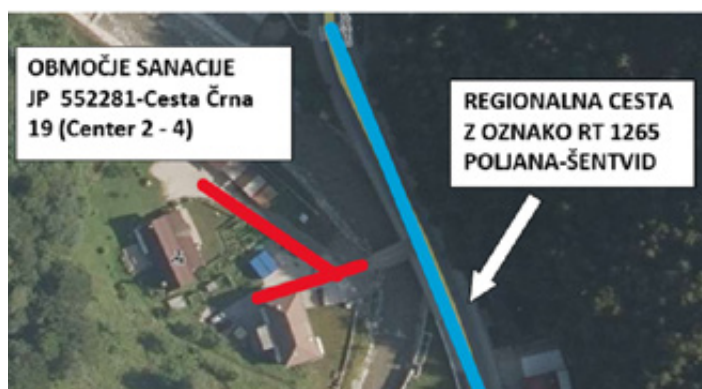 OBMOČJE SANACIJE
JP 552281-Cesta Črna
19 (Center 2 - 4)
REGIONALNA CESTA
Z OZNAKO RT 1265
POLJANA-ŠENTVID